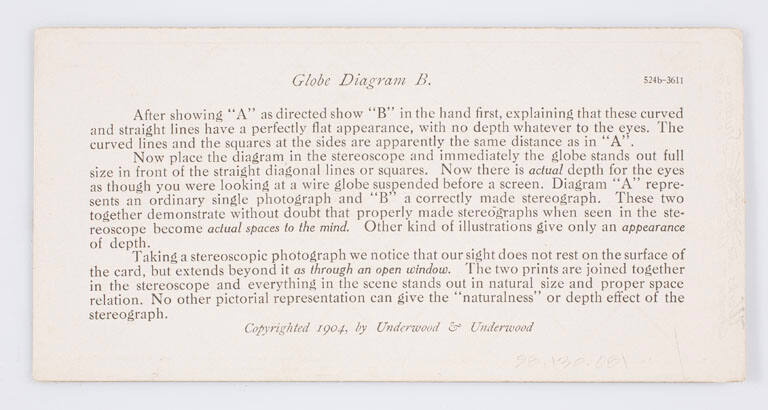 Globe Diagram B.
524b-3611
After showing "A" as directed show "B" in the hand first, explaining that these curved
and straight lines have a perfectly flat appearance, with no depth whatever to the eyes. The
curved lines and the squares at the sides are apparently the same distance as in "A".
Now place the diagram in the stereoscope and immediately the globe stands out full
size in front of the straight diagonal lines or squares. Now there is actual depth for the eyes
as though you were looking at a wire globe suspended before a screen. Diagram "A" repre-
sents an ordinary single photograph and "B" a correctly made stereograph. These two
together demonstrate without doubt that properly made stereographs when seen in the ste-
reoscope become actual spaces to the mind. Other kind of illustrations give only an appearance
of depth.
Taking a stereoscopic photograph we notice that our sight does not rest on the surface of
the card, but extends beyond it as through an open window. The two prints are joined together
in the stereoscope and everything in the scene stands out in natural size and proper space
relation. No other pictorial representation can give the "naturalness" or depth effect of the
stereograph.
Copyrighted 1904, by Underwood & Underwood